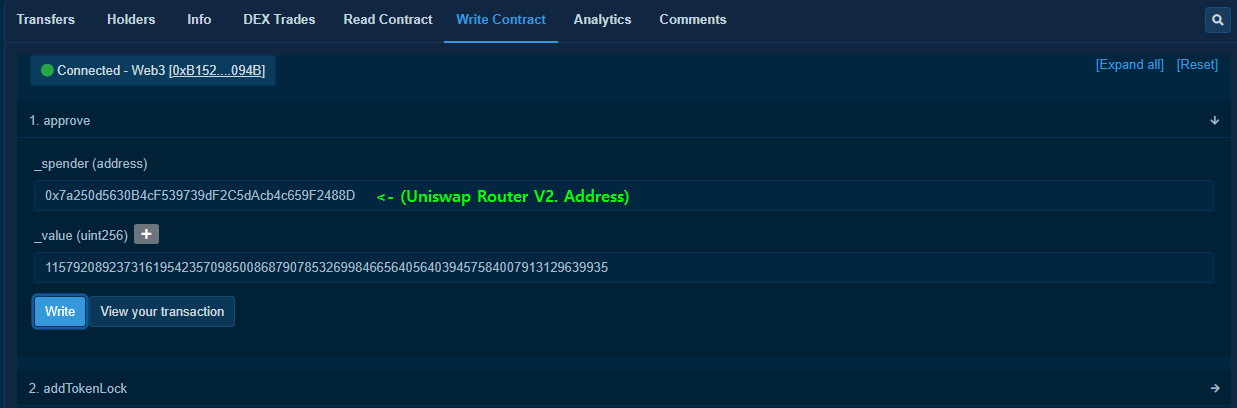 Transfers Holders Info DEX Trades Read Contract Write Contract Analytics Comments
Connected - Web3 [0xB152....094B] [Expand all] [Reset]
1. approve
_spender (address)
0x7a250d5630B4cF539739dF2C5dAcb4c659F2488D <- (Uniswap Router V2. Address)
_value (uint256) +
115792089237316195423570985008687907853269984665640564039457584007913129639935
Write View your transaction
2. addTokenLock